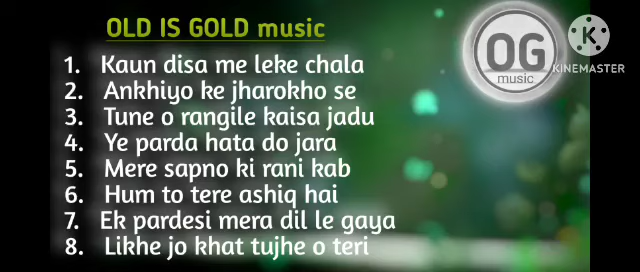 OLD IS GOLD music
OG
music
KINEMASTER
1. Kaun disa me leke chala
2. Ankhiyo ke jharokho se
3. Tune o rangile kaisa jadu
4. Ye parda hata do jara
5. Mere sapno ki rani kab
6. Hum to tere ashiq hai
7. Ek pardesi mera dil le gaya
8. Likhe jo khat tujhe o teri